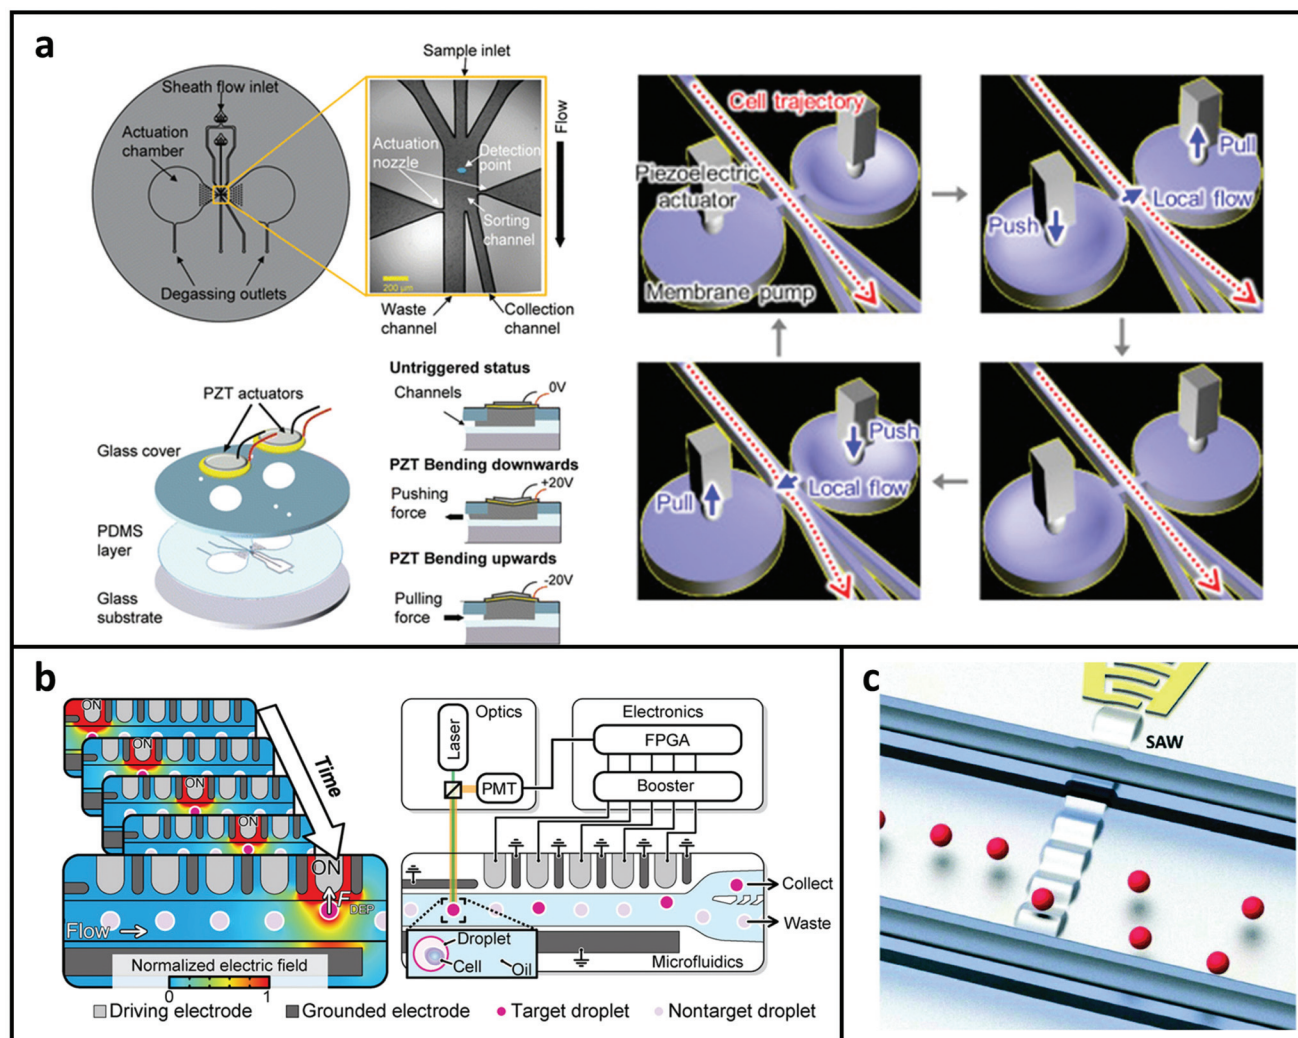 a
Sheath flow inlet
Actuation
chamber
Degassing outlets
Sample inlet
Flow
Actuation
nozzle
Detection
point
Sorting
channel
200 µm
Waste
channel
Collection
channel
PZT actuators
Glass cover
PDMS
layer
Glass
substrate
Untriggered status
Channels
0V
PZT Bending downwards
Pushing
force
+20V
PZT Bending upwards
Pulling
force
-20V
Cell trajectory
Piezoelectric
actuator
Membrane pump
Pull
Local flow
Push
Push
Local flow
Pull
b
ON
ON
ON
ON
ON
Time
F DEP
Flow
Normalized electric field
0 1
Optics
Laser
PMT
Electronics
FPGA
Booster
Collect
Waste
Droplet
Cell
Oil
Microfluidics
Driving electrode Grounded electrode Target droplet Nontarget droplet
c
SAW